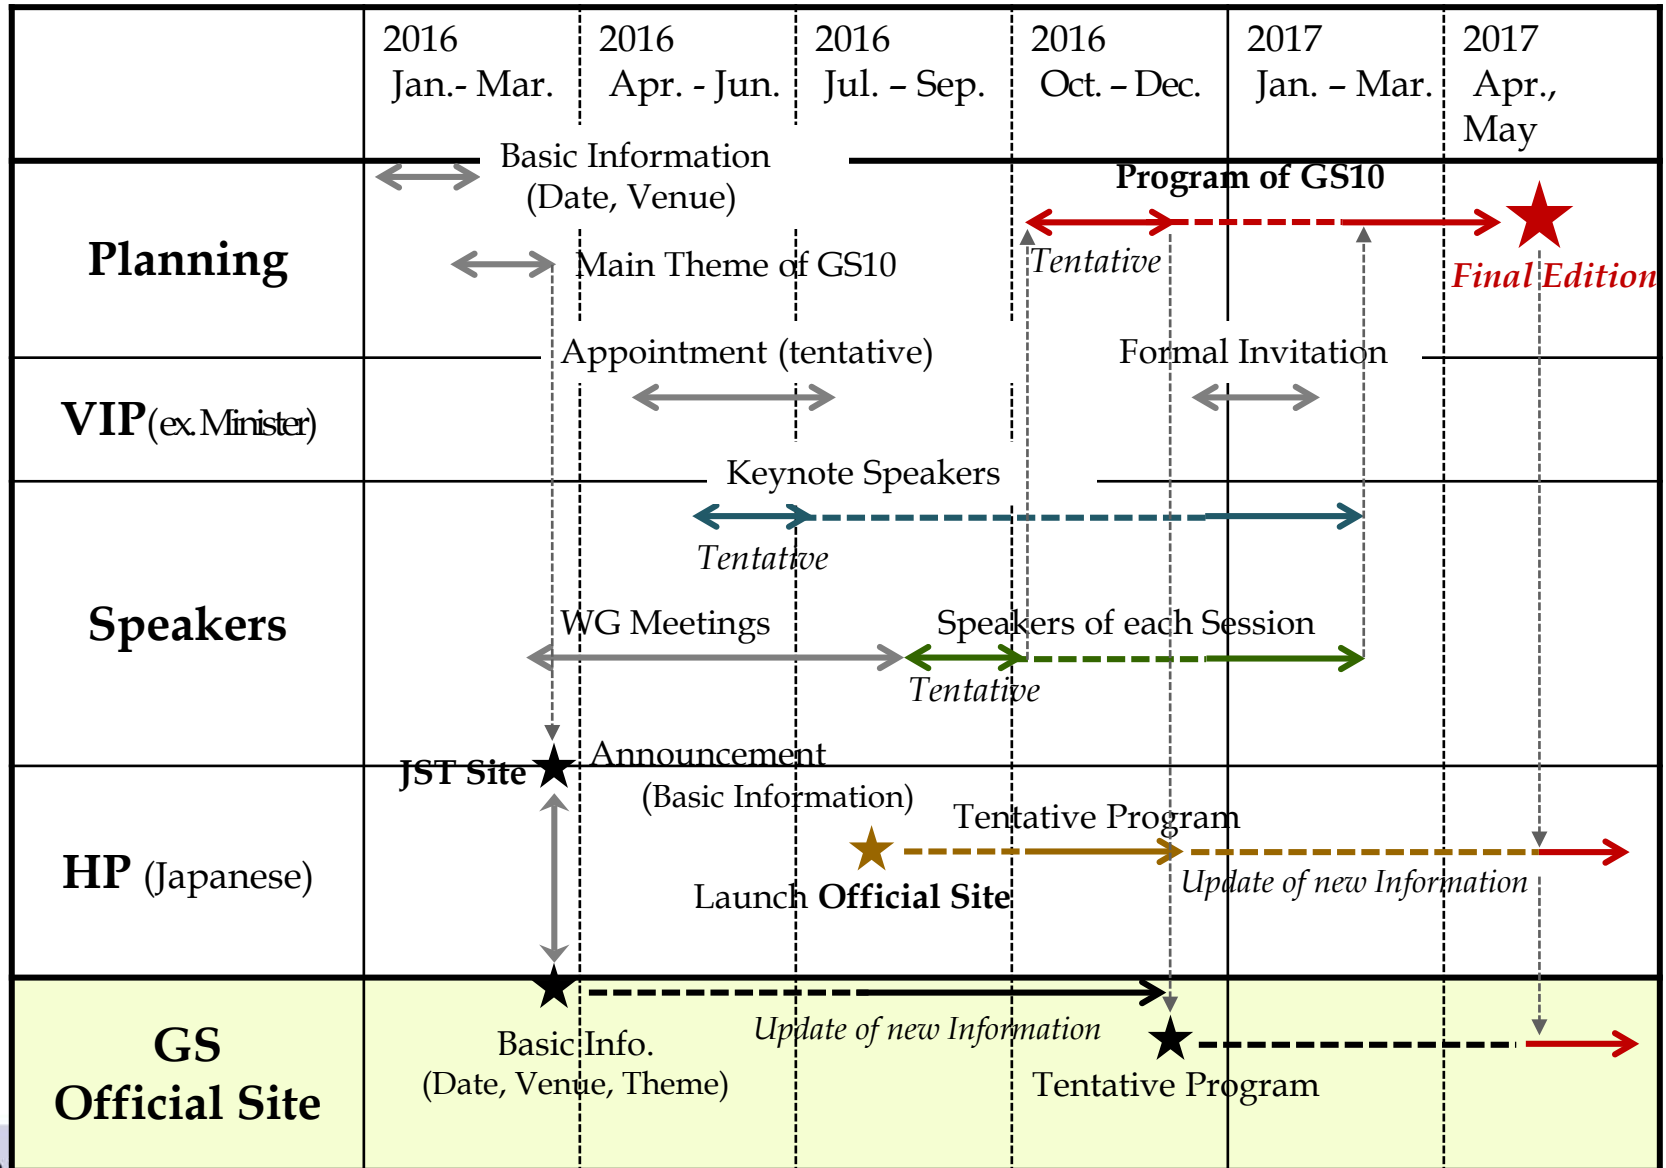 2016
Jan.- Mar.
2016
Apr. - Jun.
2016
Jul. – Sep.
2016
Oct. – Dec.
2017
Jan. – Mar.
2017
Apr.,
May
Planning
Basic Information
(Date, Venue)
Main Theme of GS10
Program of GS10
Tentative
Final Edition
VIP(ex.Minister)
Appointment (tentative)
Formal Invitation
Speakers
Keynote Speakers
Tentative
WG Meetings
Speakers of each Session
Tentative
HP (Japanese)
JST Site
Announcement
(Basic Information)
Launch Official Site
Tentative Program
Update of new Information
GS
Official Site
Basic Info.
(Date, Venue, Theme)
Update of new Information
Tentative Program